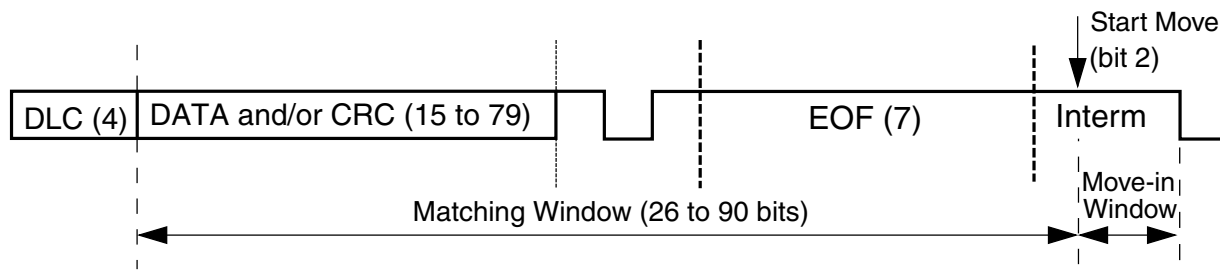 Start Move
(bit 2)
DLC (4)
DATA and/or CRC (15 to 79)
EOF (7)
Interm
Matching Window (26 to 90 bits)
Move-in
Window